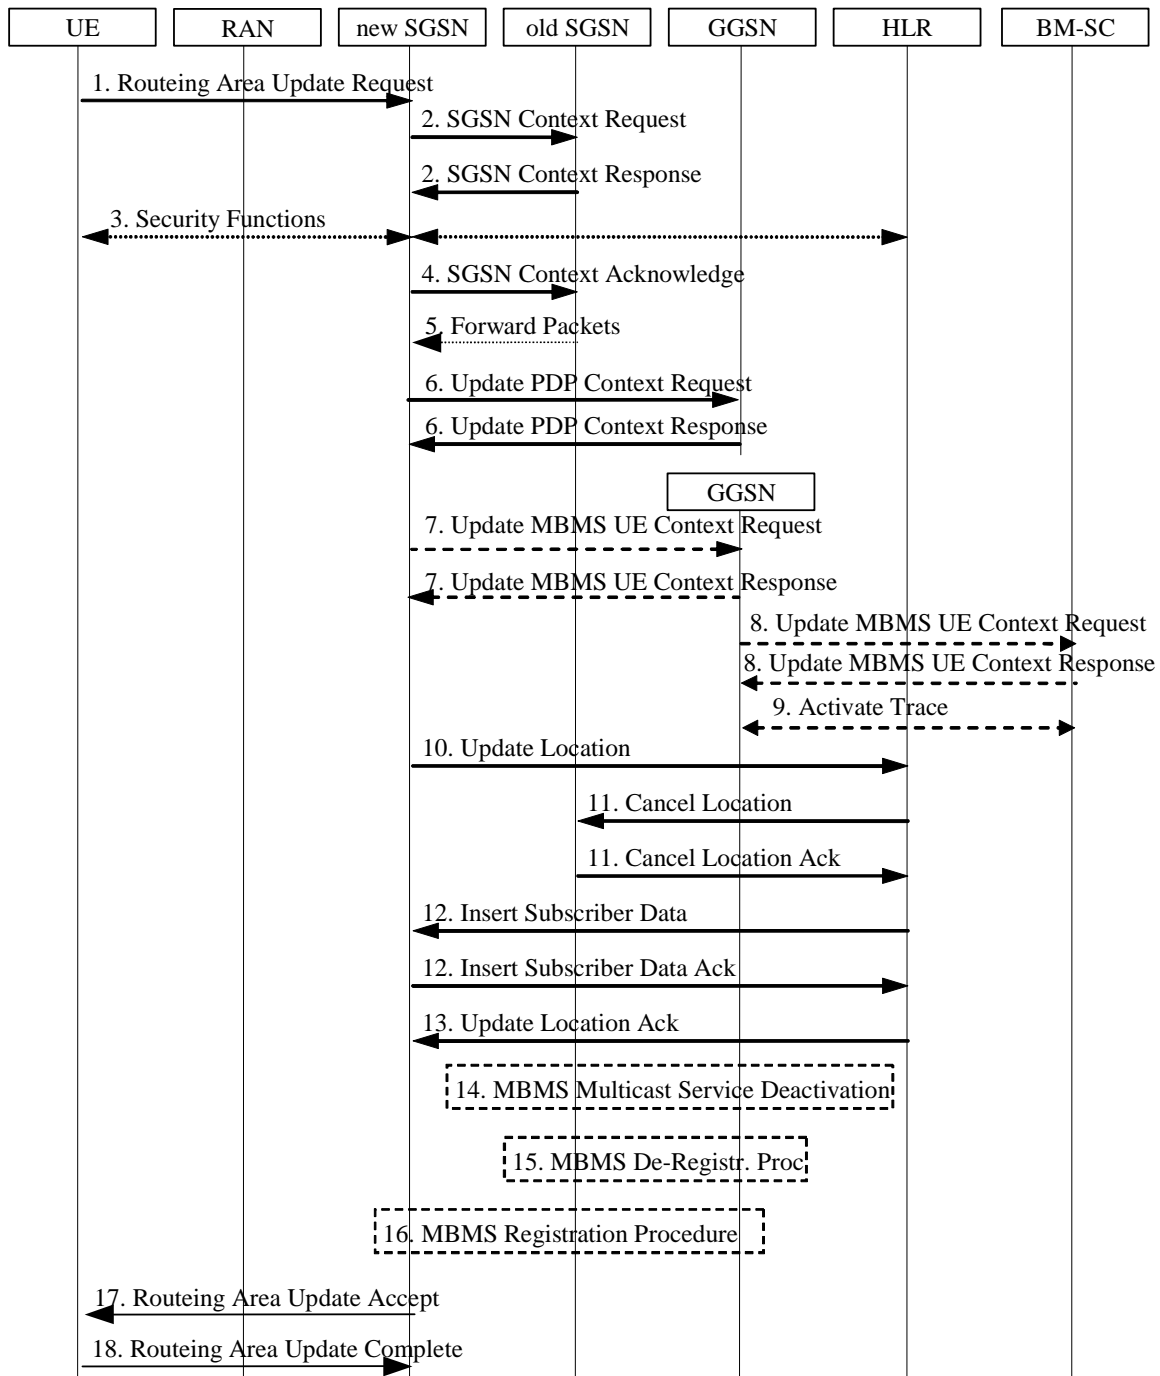 UE
RAN
new SGSN
old SGSN
GGSN
HLR
BM-SC
1. Routeing Area Update Request
2. SGSN Context Request
2. SGSN Context Response
3. Security Functions
4. SGSN Context Acknowledge
5. Forward Packets
6. Update PDP Context Request
6. Update PDP Context Response
GGSN
7. Update MBMS UE Context Request
7. Update MBMS UE Context Response
8. Update MBMS UE Context Request
8. Update MBMS UE Context Response
9. Activate Trace
10. Update Location
11. Cancel Location
11. Cancel Location Ack
12. Insert Subscriber Data
12. Insert Subscriber Data Ack
13. Update Location Ack
14. MBMS Multicast Service Deactivation
15. MBMS De-Registr. Proc
16. MBMS Registration Procedure
17. Routeing Area Update Accept
18. Routeing Area Update Complete